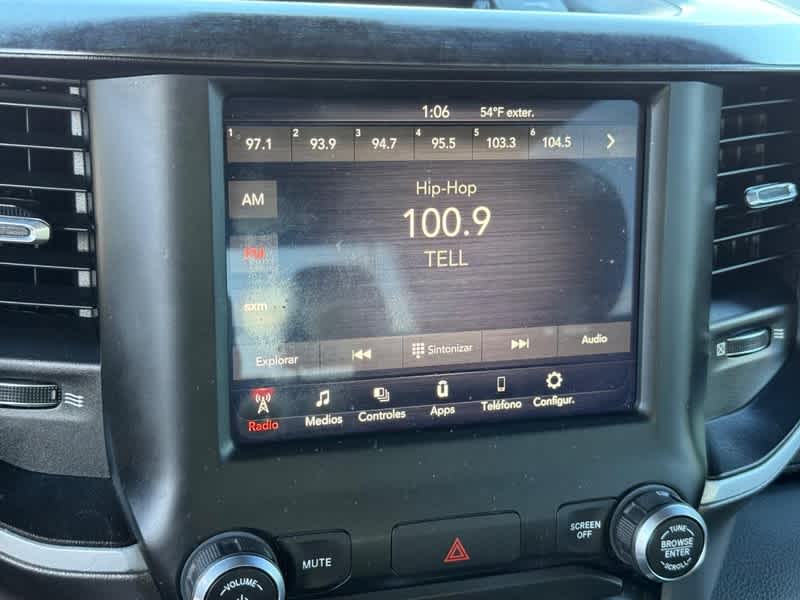 1:06 54°F exter.
1 97.1 2 93.9 3 94.7 4 95.5 5 103.3 6 104.5
Hip-Hop
AM
100.9
FM
TELL
sxm
Explorar Sintonizar Audio
Radio Medios Controles Apps Teléfono Configur.
VOLUME
MUTE
SCREEN
OFF
TUNE
BROWSE
ENTER
SCROLL